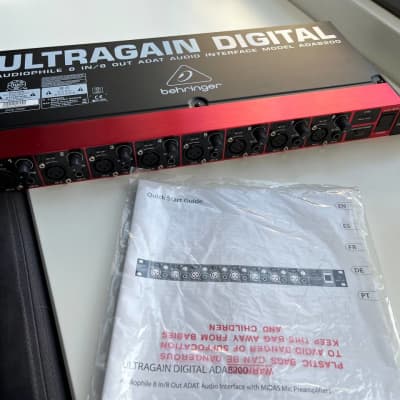 ULTRAGAIN DIGITAL
AUDIOPHILE 8 IN/8 OUT ADAT AUDIO INTERFACE MODEL ADA8200
behringer
Quick Start Guide
EN
ES
FR
DE
PT
WARN
PLASTIC BAGS CAN BE DANGEROUS
TO AVOID DANGER OF SUFFOCATION
KEEP THIS BAG AWAY FROM BABIES
AND CHILDREN
ULTRAGAIN DIGITAL ADA8200
Audiophile 8 In/8 Out ADAT Audio Interface with MIDAS Mic Preamplifiers